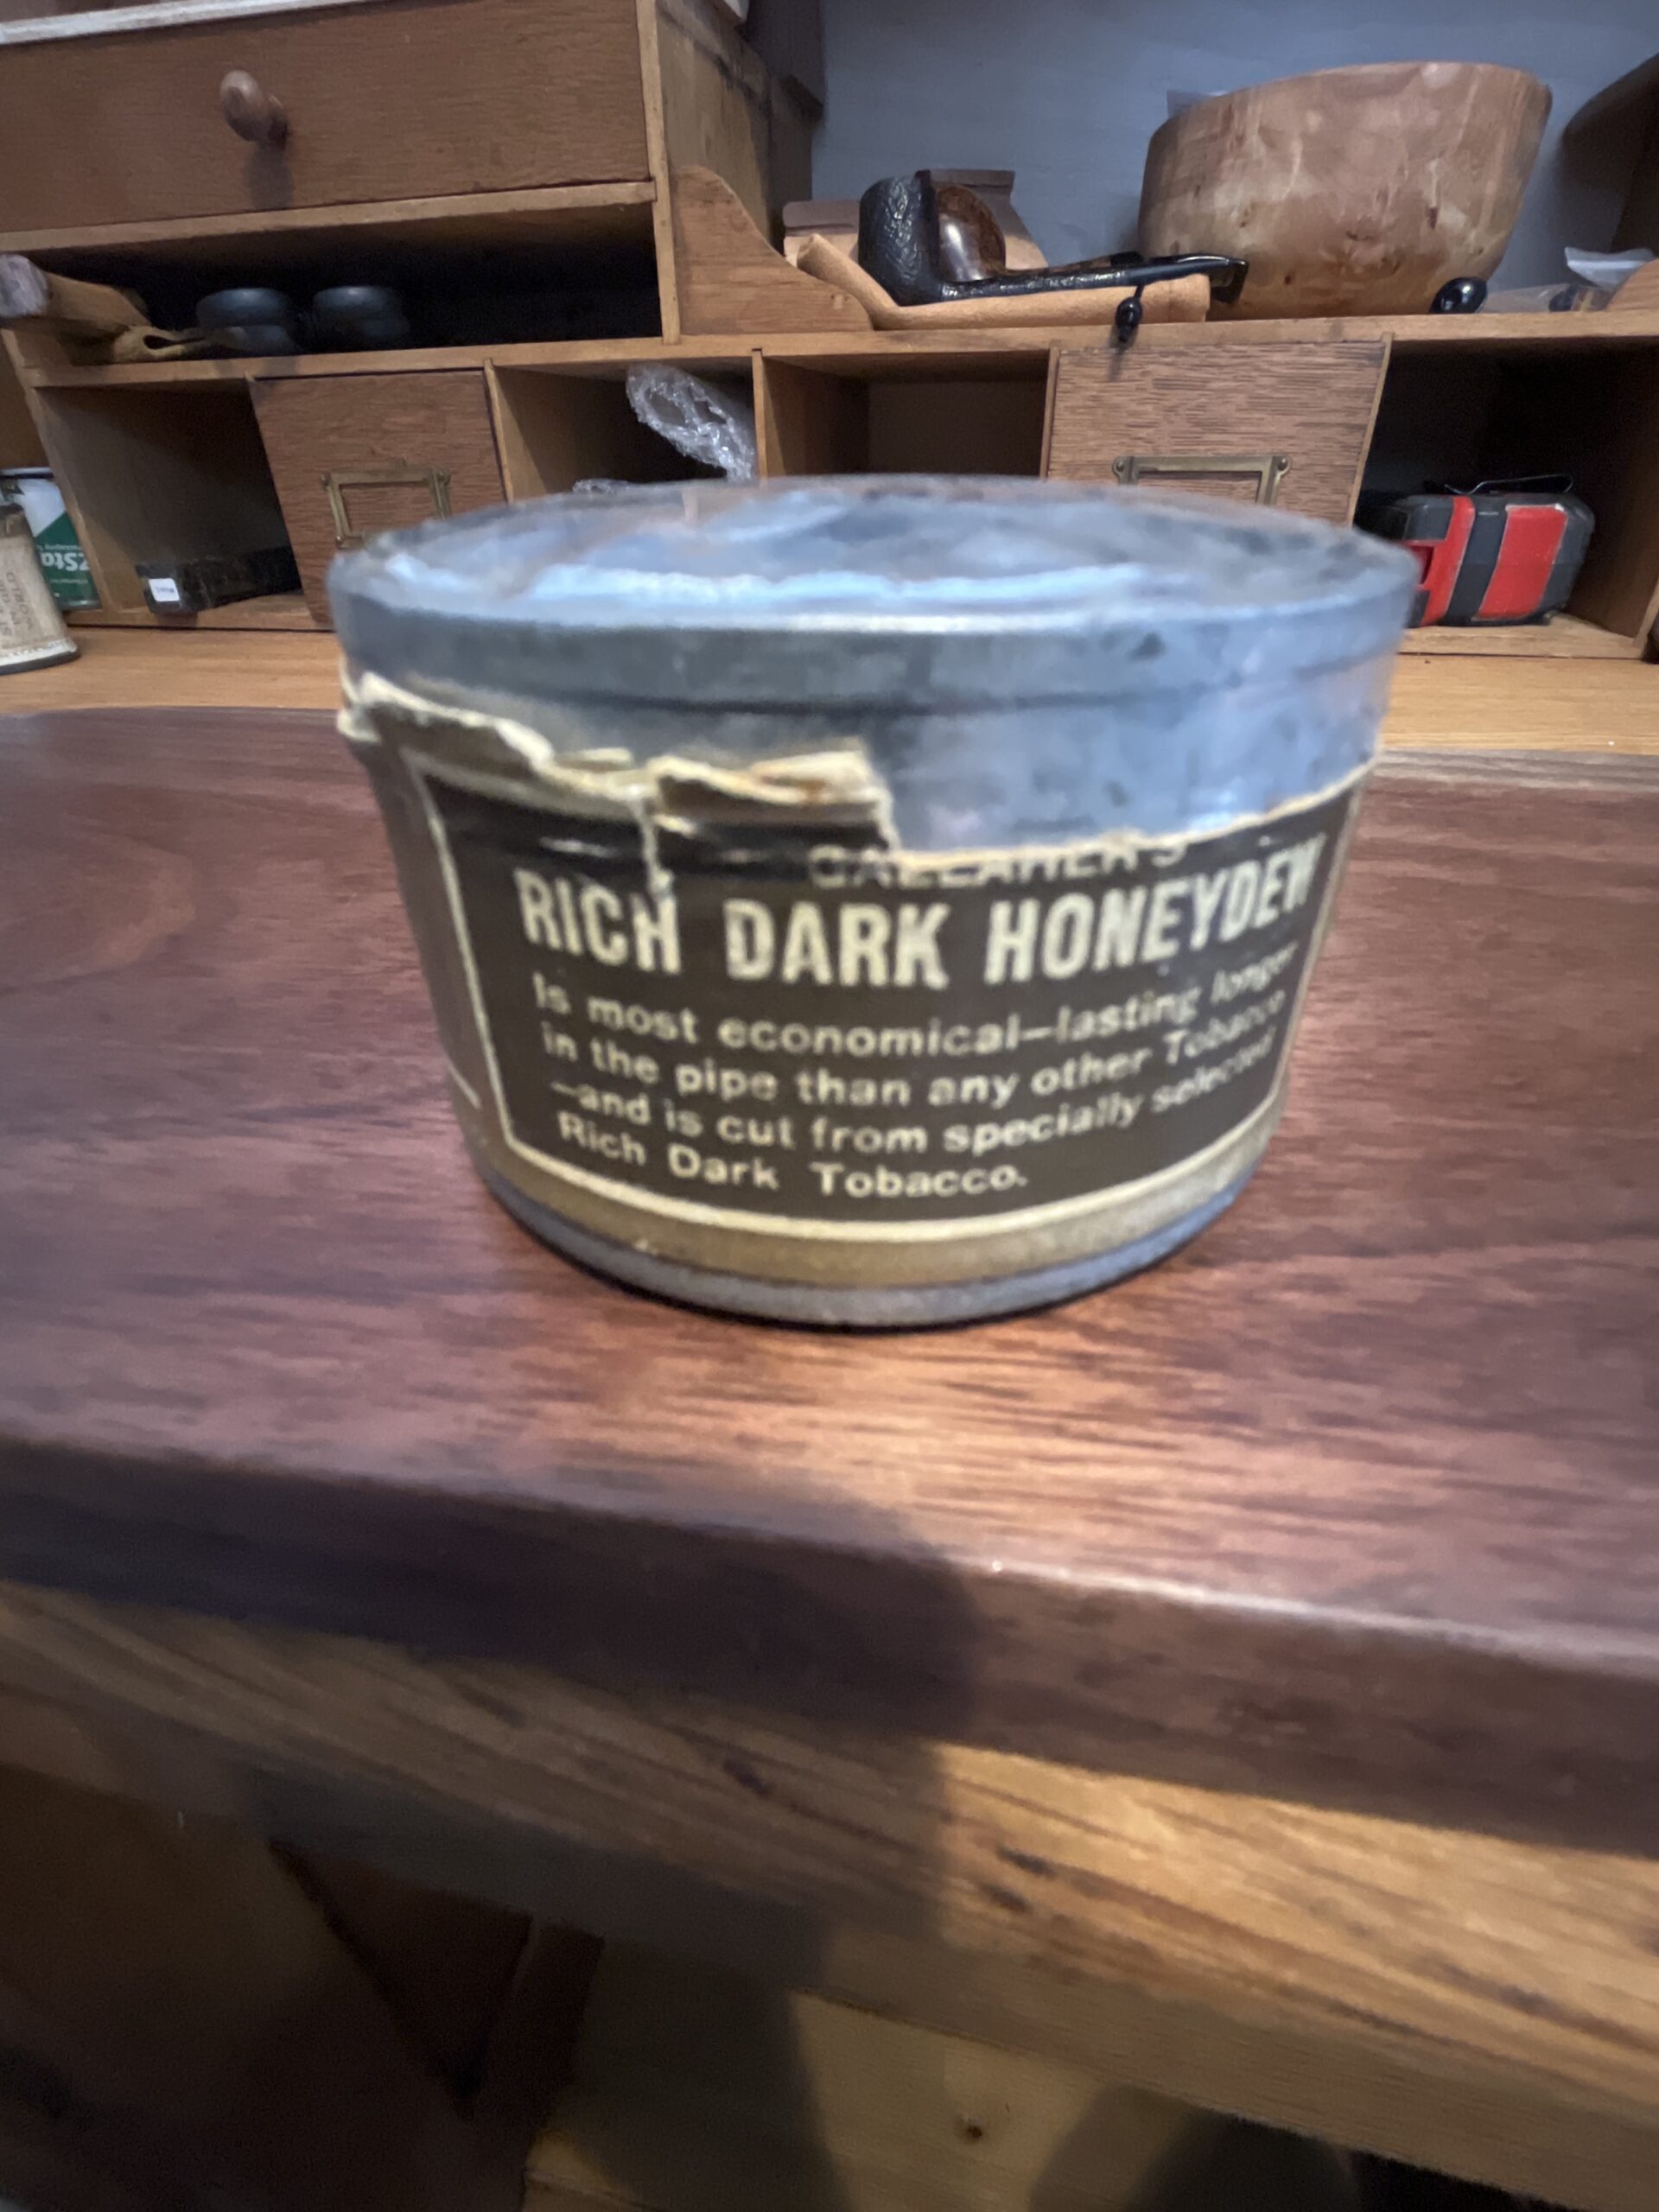 GALLAHER'S
RICH DARK HONEYDEW
Is most economical—lasting longer
in the pipe than any other Tobacco
—and is cut from specially selected
Rich Dark Tobacco.